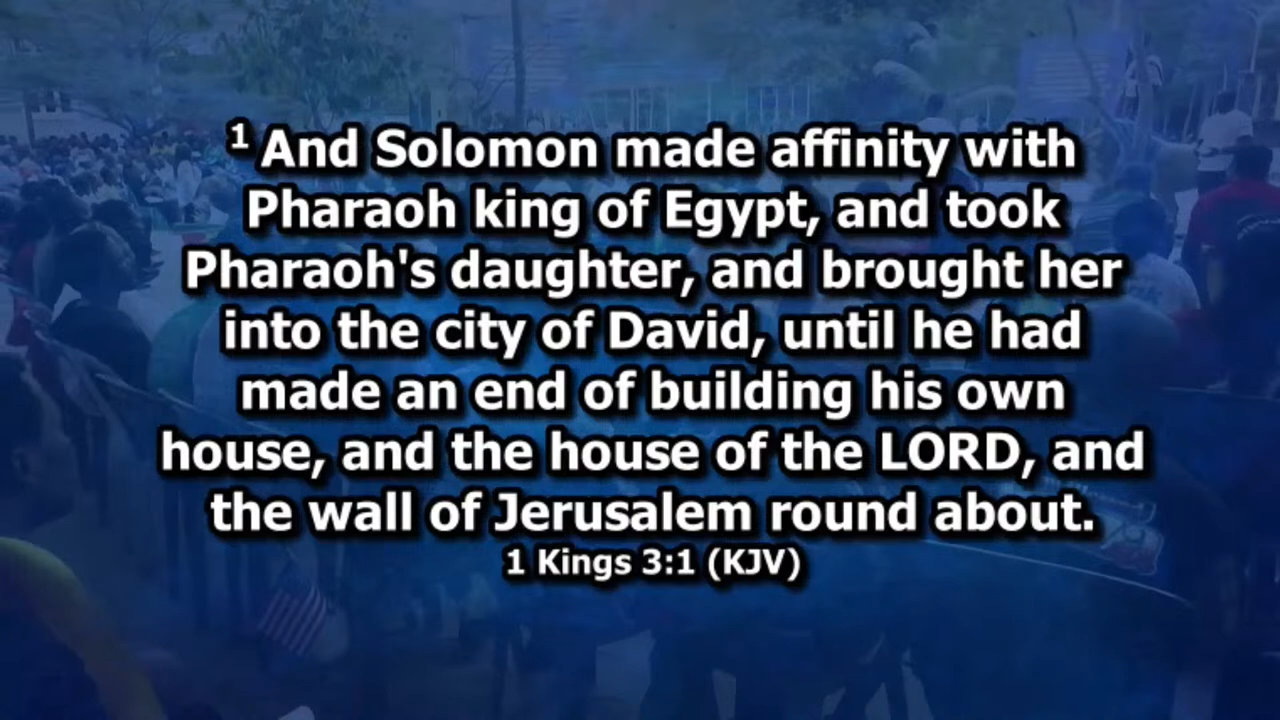 1 And Solomon made affinity with
Pharaoh king of Egypt, and took
Pharaoh's daughter, and brought her
into the city of David, until he had
made an end of building his own
house, and the house of the LORD, and
the wall of Jerusalem round about.
1 Kings 3:1 (KJV)